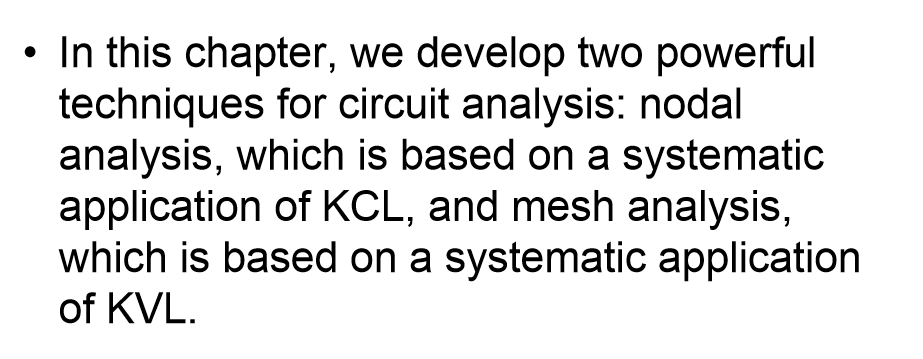 • In this chapter, we develop two powerful
techniques for circuit analysis: nodal
analysis, which is based on a systematic
application of KCL, and mesh analysis,
which is based on a systematic application
of KVL.